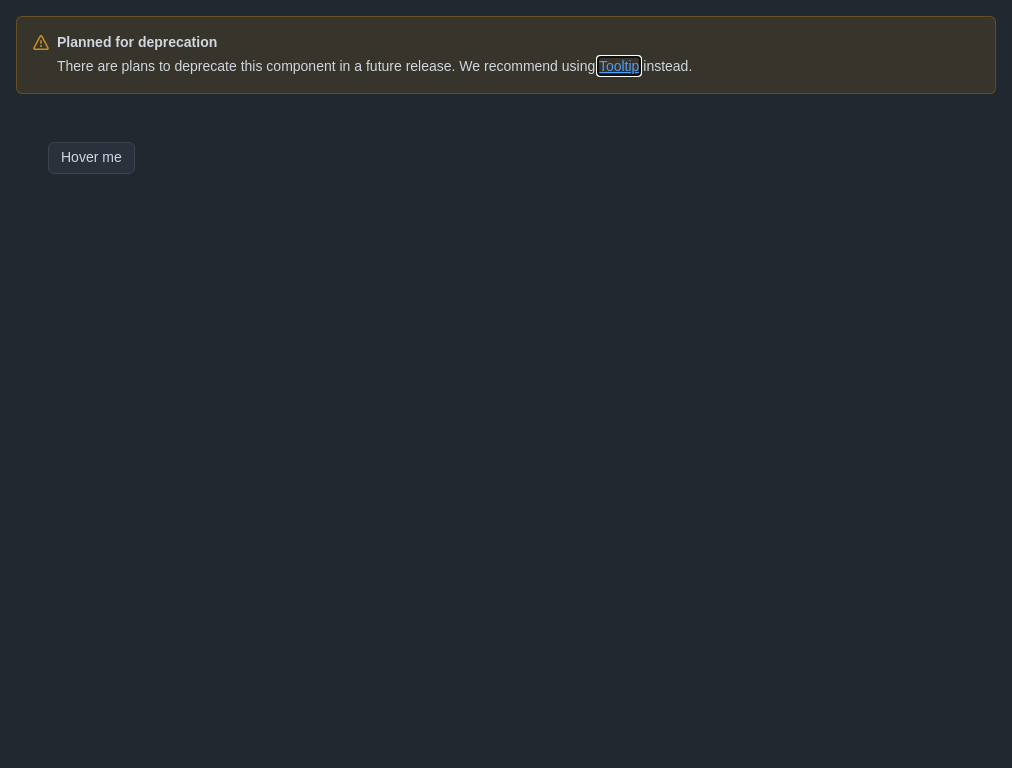 Planned for deprecation
There are plans to deprecate this component in a future release. We recommend using Tooltip instead.
Hover me